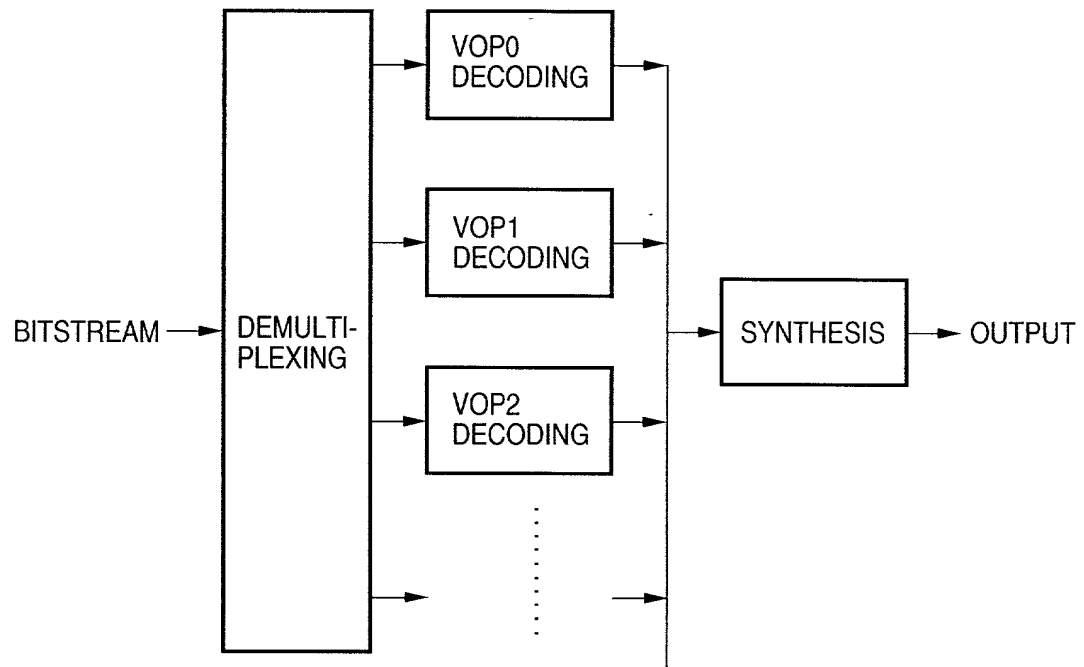 VOP0
DECODING
VOP1
DECODING
BITSTREAM
DEMULTI-
PLEXING
SYNTHESIS
OUTPUT
VOP2
DECODING